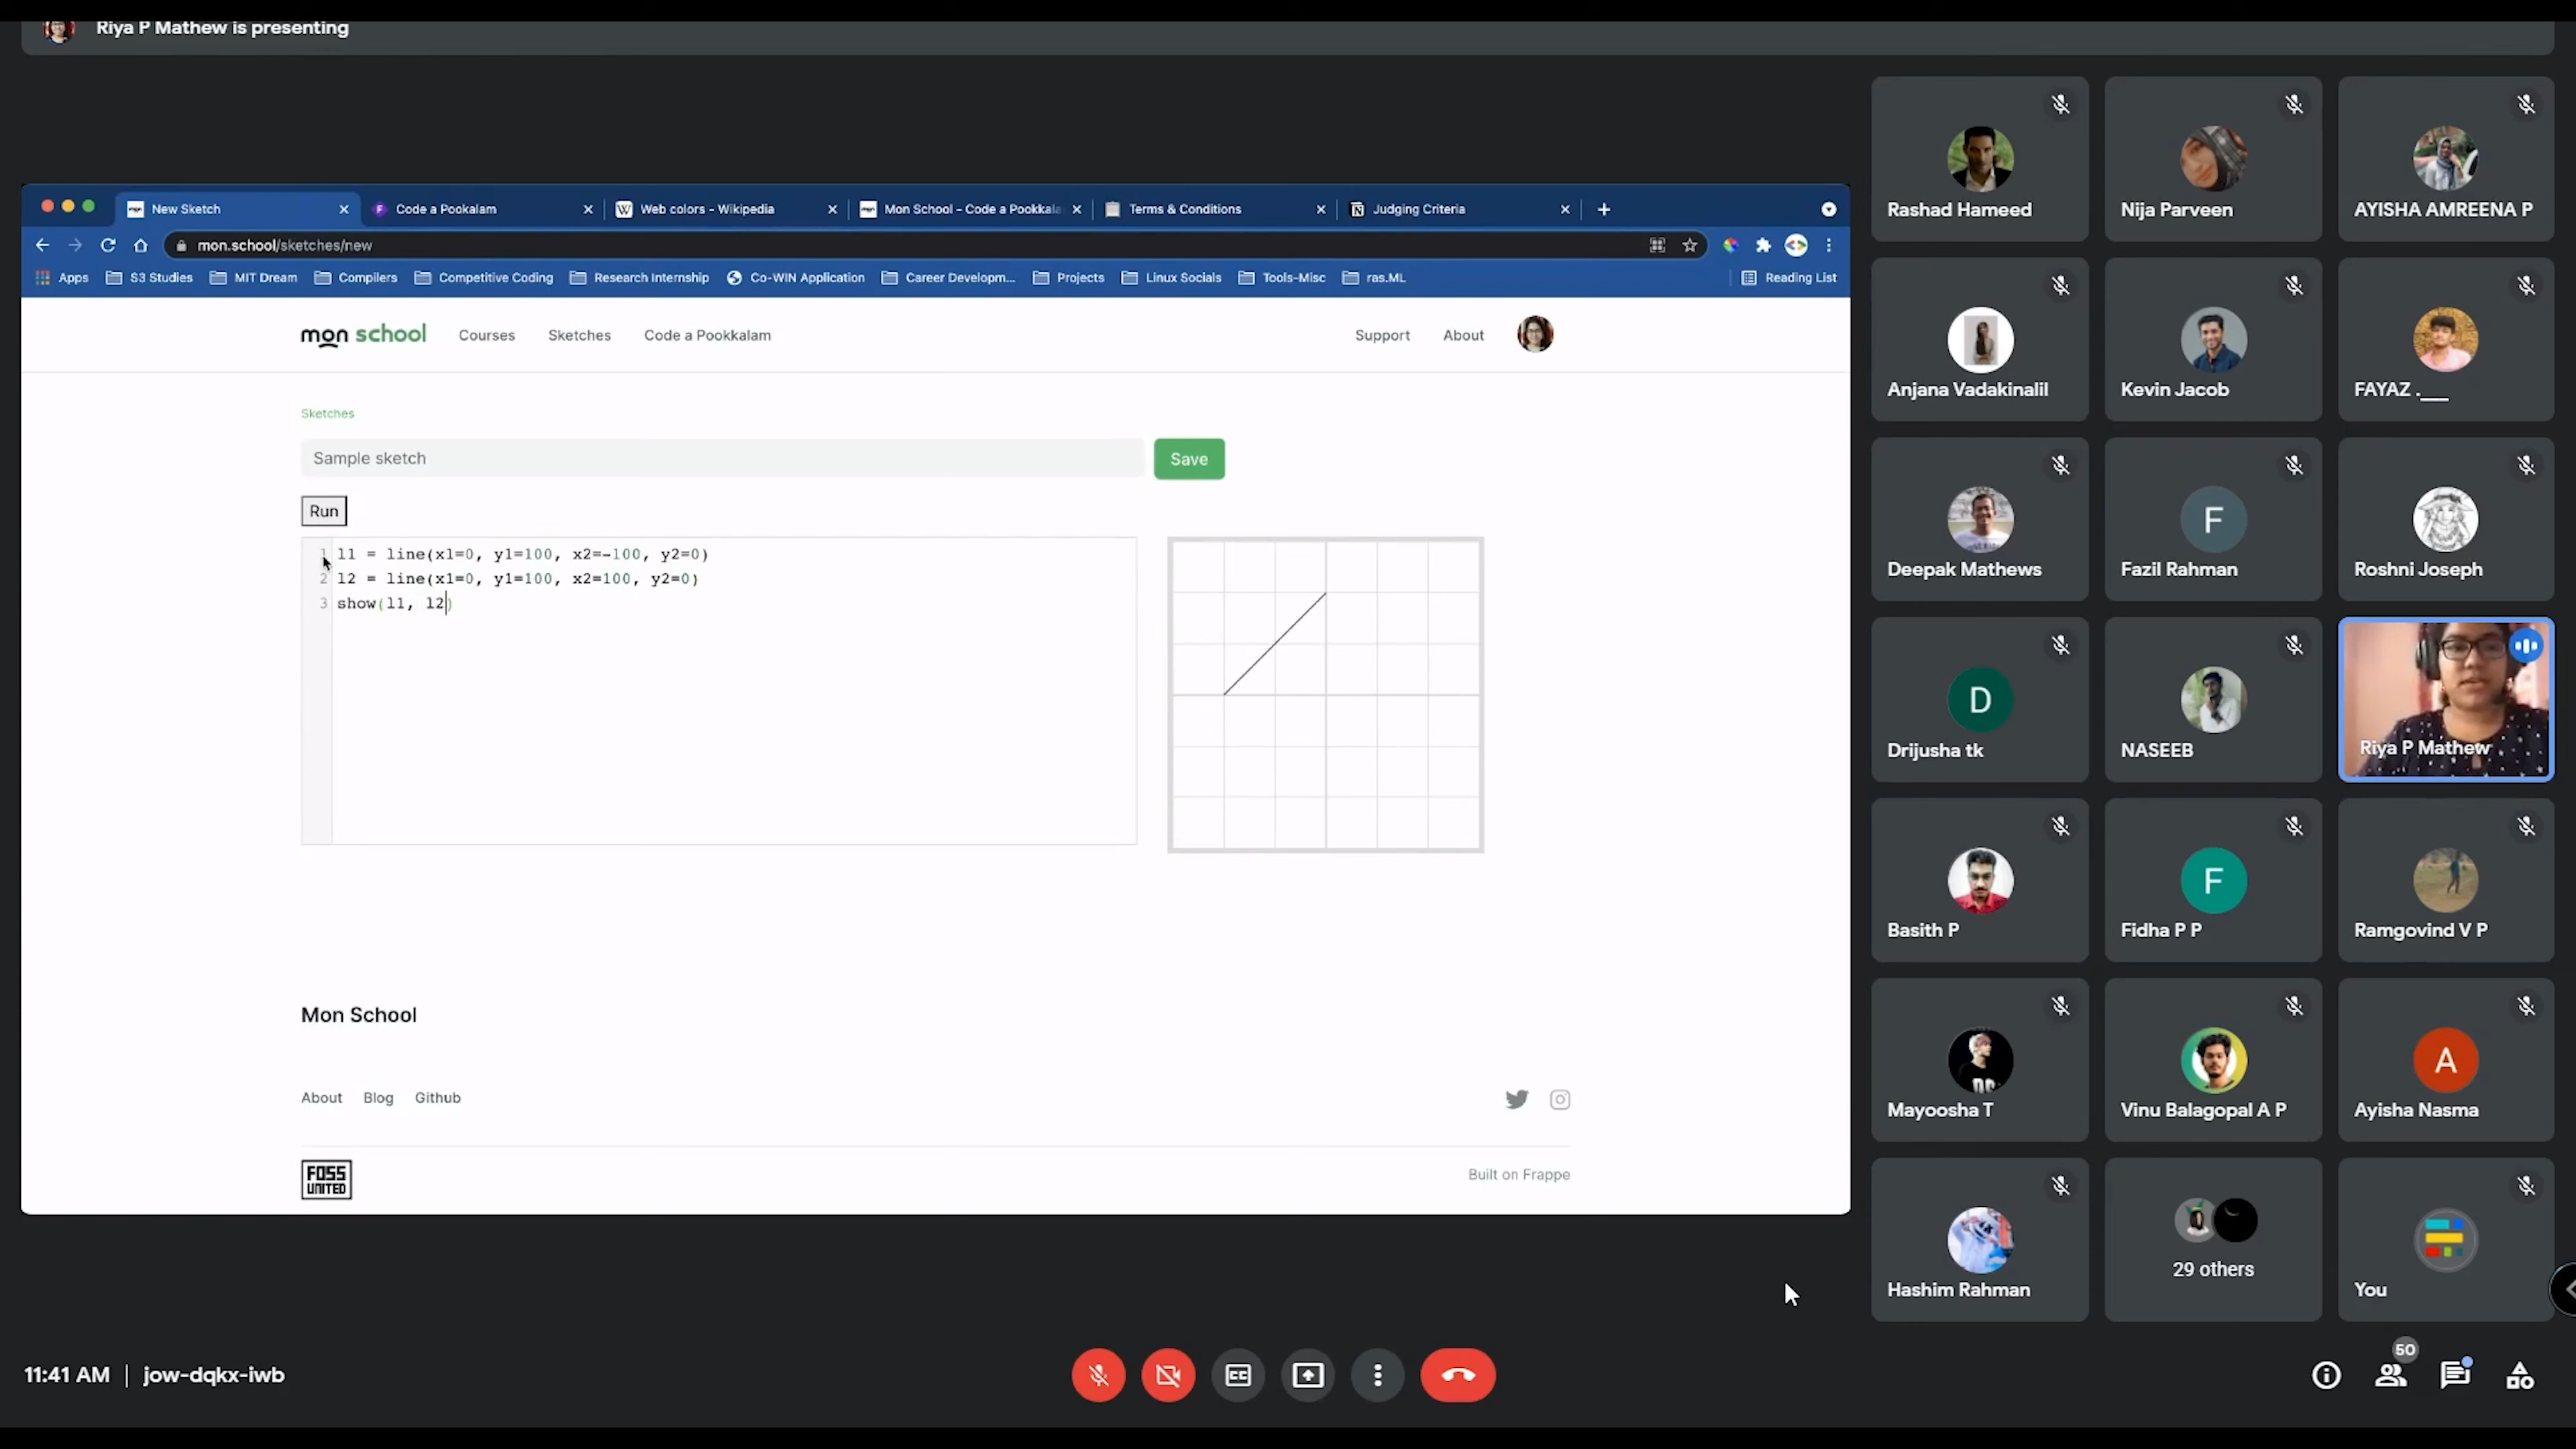 Riya P Mathew is presenting
New Sketch
Code a Pookalam
Web colors - Wikipedia
Mon School - Code a Pookkala
Terms & Conditions
Judging Criteria
mon.school/sketches/new
Apps
S3 Studies
MIT Dream
Compilers
Competitive Coding
Research Internship
Co-WIN Application
Career Developm...
Projects
Linux Socials
Tools-Misc
ras.ML
Reading List
mon school
Courses
Sketches
Code a Pookkalam
Support
About
Sketches
Sample sketch
Save
Run
1 l1 = line(x1=0, y1=100, x2=-100, y2=0)
2 l2 = line(x1=0, y1=100, x2=100, y2=0)
3 show(l1, l2)
Mon School
About
Blog
Github
FOSS
UNITED
Built on Frappe
Rashad Hameed
Nija Parveen
AYISHA AMREENA P
Anjana Vadakinalil
Kevin Jacob
FAYAZ .___
Deepak Mathews
F
Fazil Rahman
Roshni Joseph
D
Drijusha tk
NASEEB
Riya P Mathew
Basith P
F
Fidha P P
Ramgovind V P
Mayoosha T
Vinu Balagopal A P
A
Ayisha Nasma
Hashim Rahman
29 others
You
11:41 AM | jow-dqkx-iwb
50